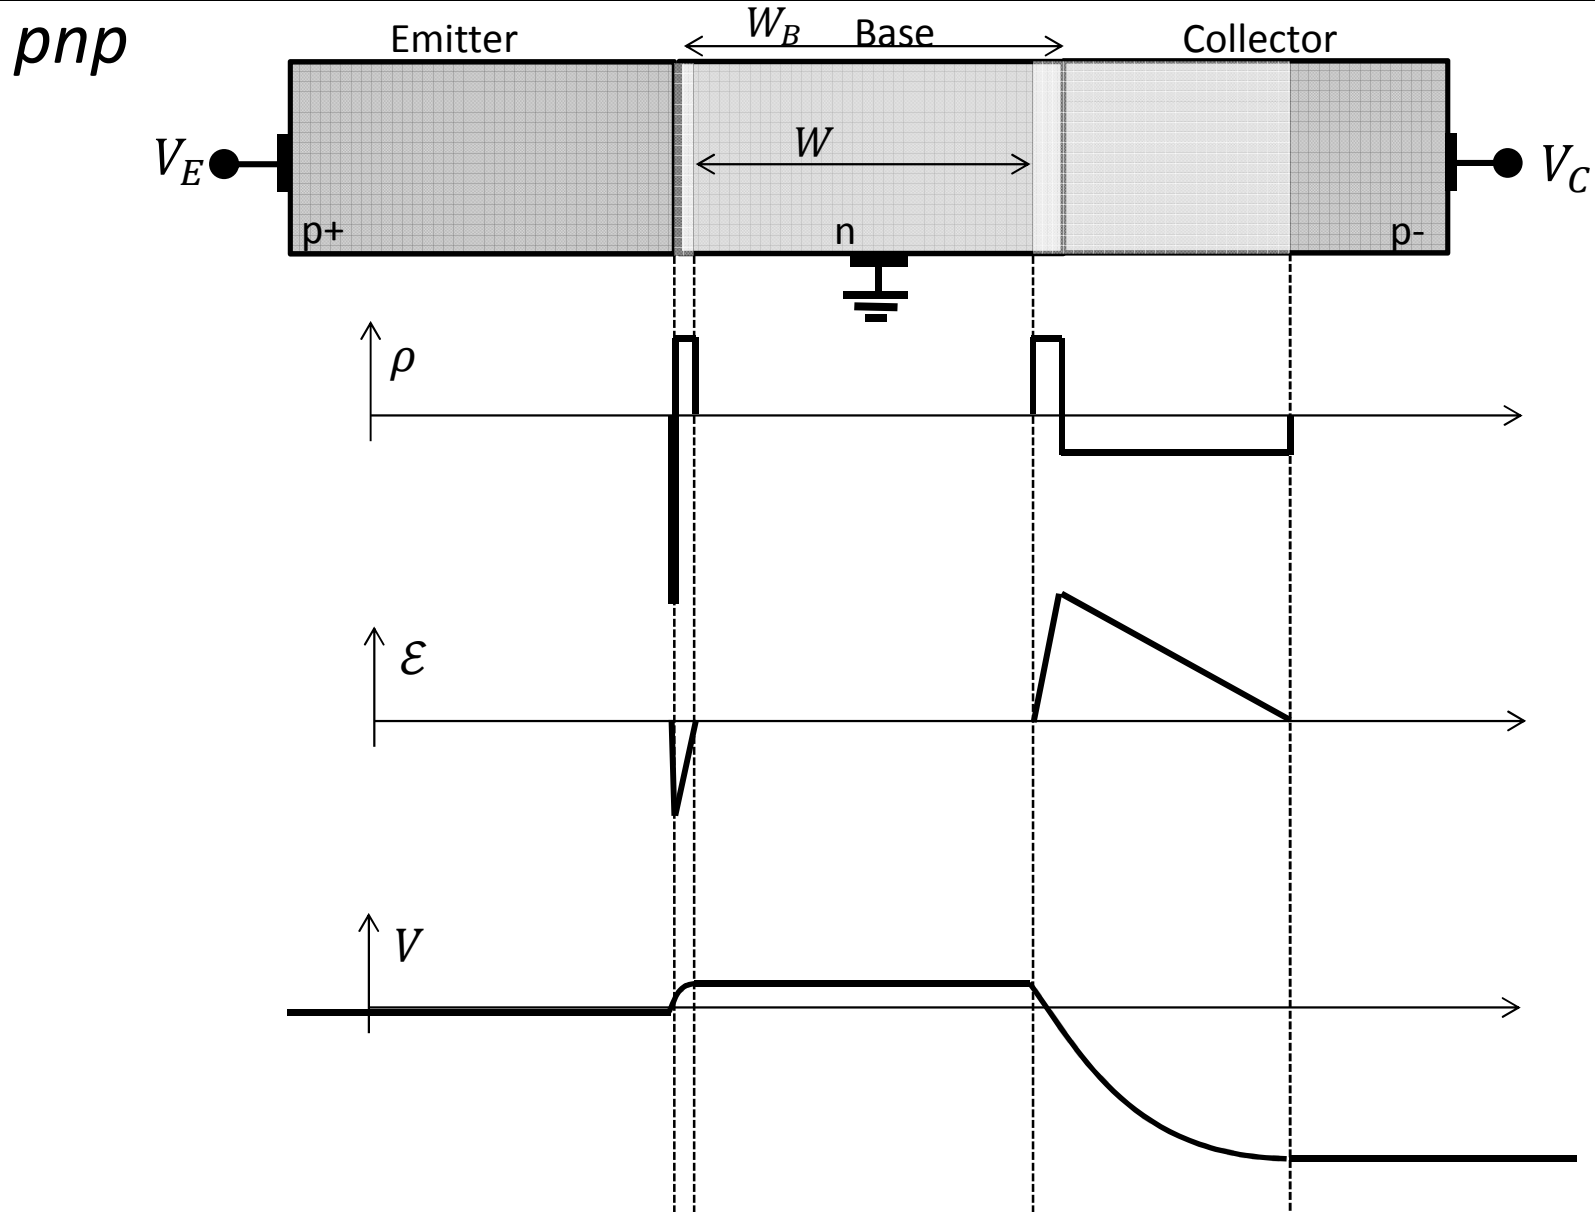 pnp
Emitter
W_B
Base
Collector
V_E
W
V_C
p+
n
p-
ρ
ℰ
V